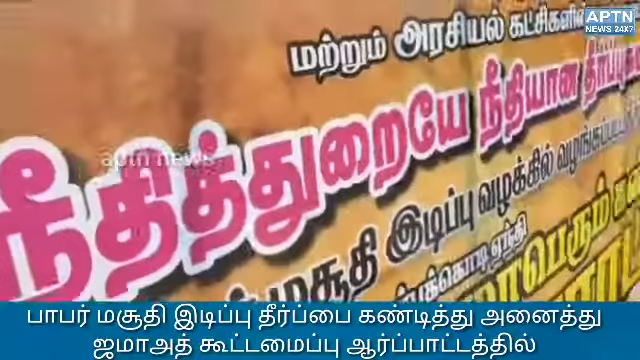 APTN
NEWS 24X7
மற்றும் அரசியல் கட்சிகளின்
நீதித்துறையே நீதியான
aptn news
மசூதி இடிப்பு வழக்கில்
ஏந்தி
பாபர் மசூதி இடிப்பு தீர்ப்பை கண்டித்து அனைத்து
ஜமாஅத் கூட்டமைப்பு ஆர்ப்பாட்டத்தில்